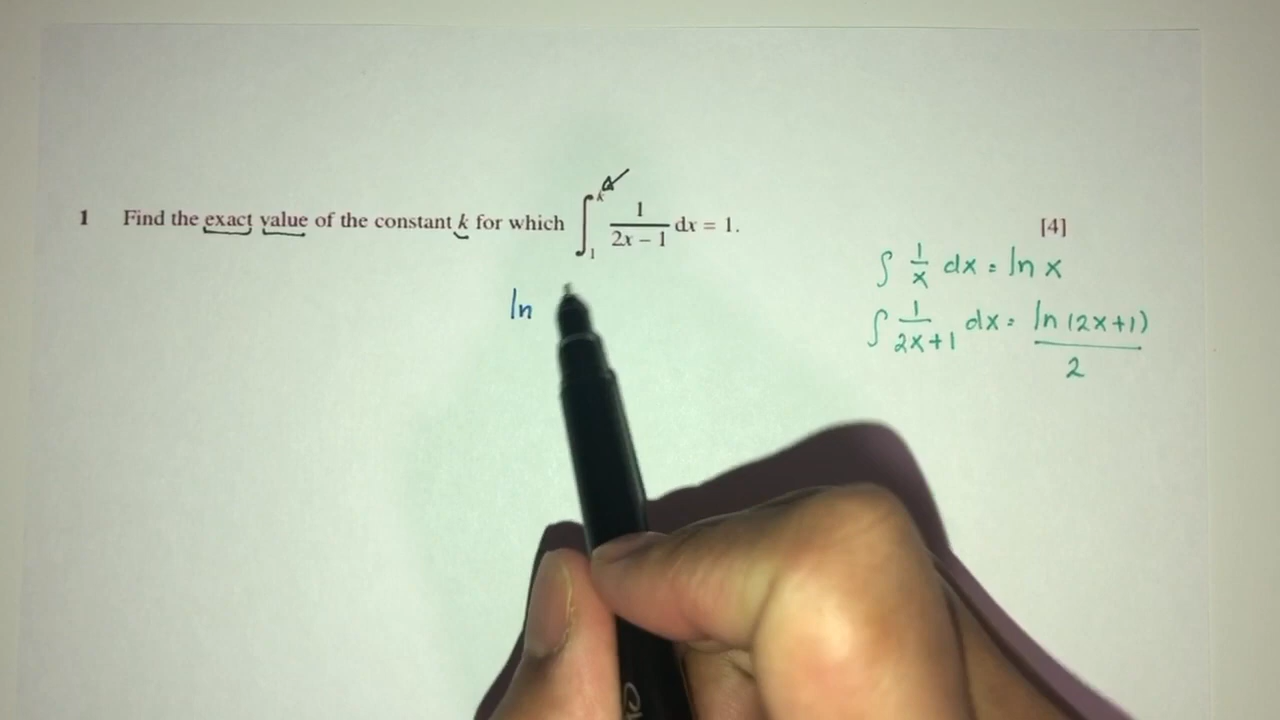 1 Find the exact value of the constant k for which ∫₁ᵏ 1/(2x − 1) dx = 1. [4]
∫ 1/x dx = ln x
∫ 1/(2x+1) dx = ln (2x+1)/2
ln